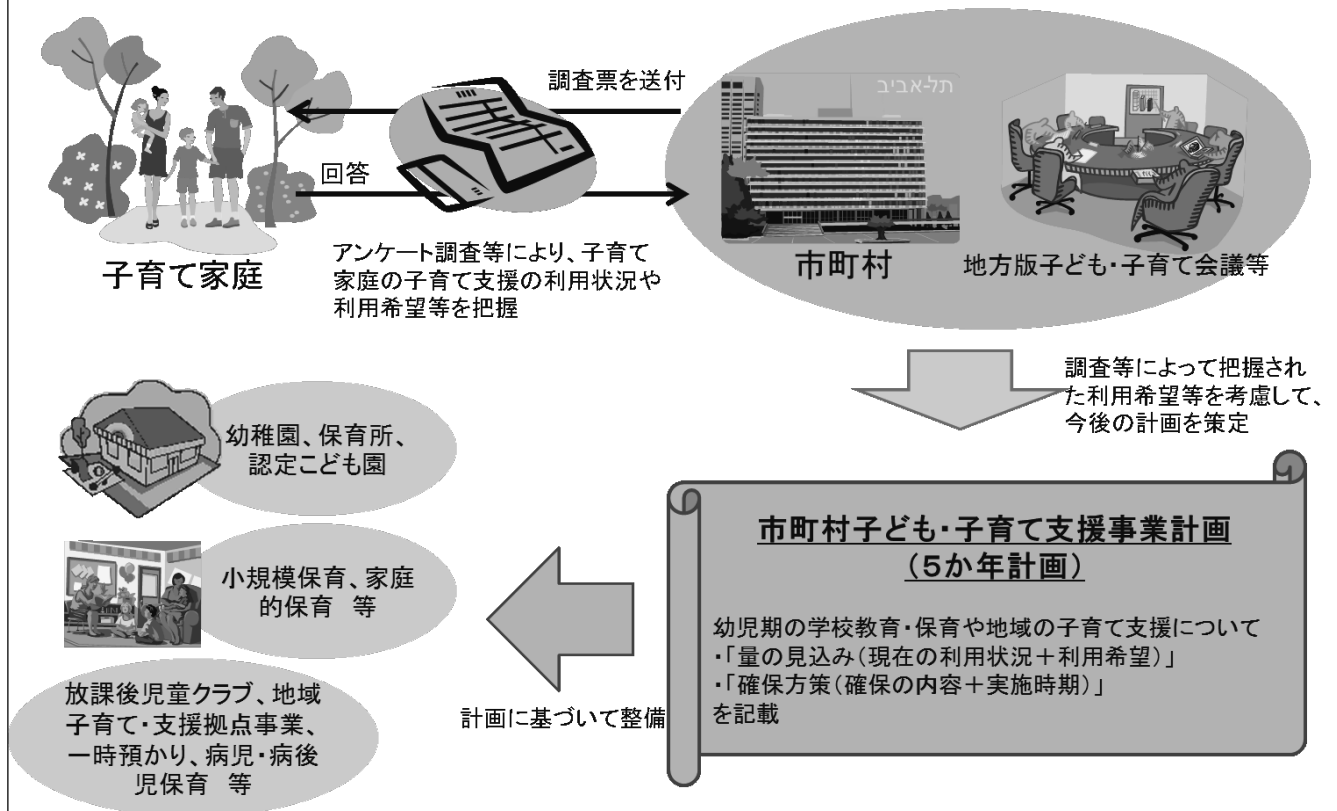 調査票を送付
回答
תל-אביב
アンケート調査等により、子育て
家庭の子育て支援の利用状況や
利用希望等を把握
子育て家庭
市町村
地方版子ども・子育て会議等
調査等によって把握され
た利用希望等を考慮して、
今後の計画を策定
市町村子ども・子育て支援事業計画
(5か年計画)
幼児期の学校教育・保育や地域の子育て支援について
・「量の見込み(現在の利用状況+利用希望)」
・「確保方策(確保の内容+実施時期)」
を記載
計画に基づいて整備
幼稚園、保育所、
認定こども園
小規模保育、家庭
的保育 等
放課後児童クラブ、地域
子育て・支援拠点事業、
一時預かり、病児・病後
児保育 等